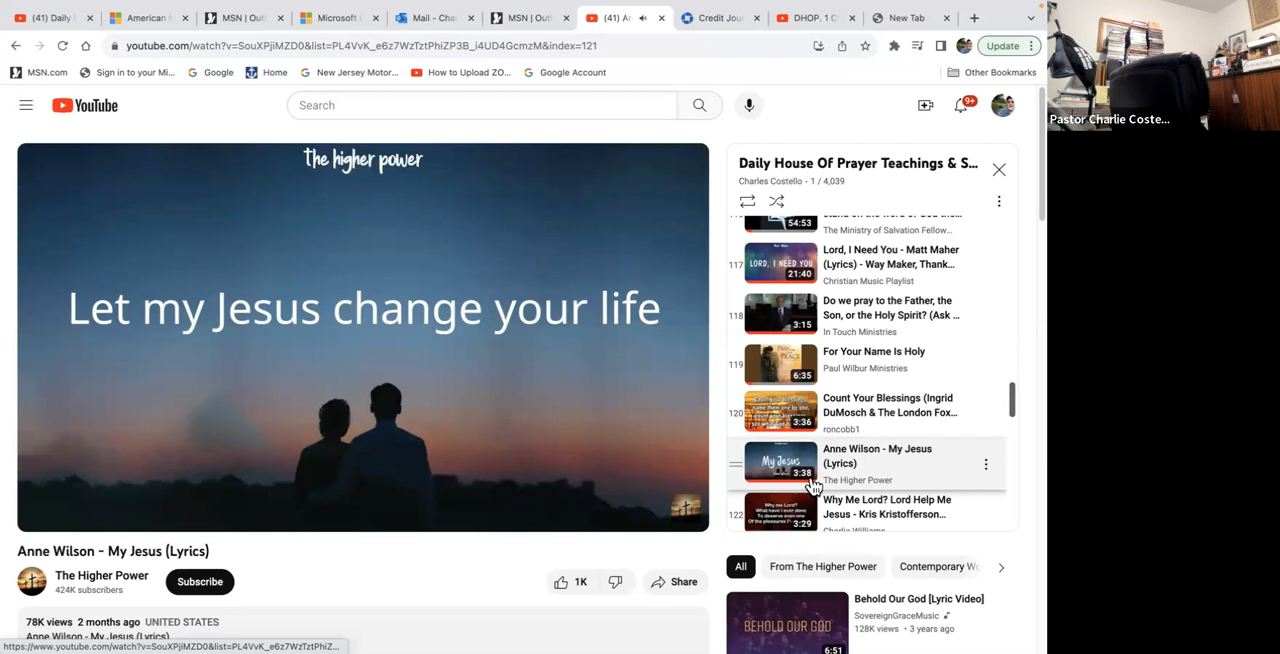 (41) Daily
American
MSN | Out
Microsoft
Mail - Cha
MSN | Outl
(41) An
Credit Jou
DHOP. 1 C
New Tab
youtube.com/watch?v=SouXPjiMZD0&list=PL4VvK_e6z7WzTztPhiZP3B_i4UD4GcmzM&index=121
Update
MSN.com
Sign in to your Mi...
Google
Home
New Jersey Motor...
How to Upload ZO...
Google Account
Other Bookmarks
Pastor Charlie Coste...
YouTube
Search
9+
the higher power
Let my Jesus change your life
Daily House Of Prayer Teachings & S...
Charles Costello - 1 / 4,039
54:53
The Ministry of Salvation Fellow...
117
LORD, I NEED YOU
21:40
Lord, I Need You - Matt Maher
(Lyrics) - Way Maker, Thank...
Christian Music Playlist
118
3:15
Do we pray to the Father, the
Son, or the Holy Spirit? (Ask ...
In Touch Ministries
119
6:35
For Your Name Is Holy
Paul Wilbur Ministries
120
3:36
Count Your Blessings (Ingrid
DuMosch & The London Fox...
roncobb1
My Jesus
3:38
Anne Wilson - My Jesus
(Lyrics)
The Higher Power
122
3:29
Why Me Lord? Lord Help Me
Jesus - Kris Kristofferson...
Charlie Williams
Anne Wilson - My Jesus (Lyrics)
The Higher Power
424K subscribers
Subscribe
1K
Share
78K views 2 months ago UNITED STATES
Anne Wilson - My Jesus (Lyrics)
All
From The Higher Power
Contemporary Wo
BEHOLD OUR GOD
6:51
Behold Our God [Lyric Video]
SovereignGraceMusic
128K views • 3 years ago
https://www.youtube.com/watch?v=SouXPjiMZD0&list=PL4VvK_e6z7WzTztPhiZ...